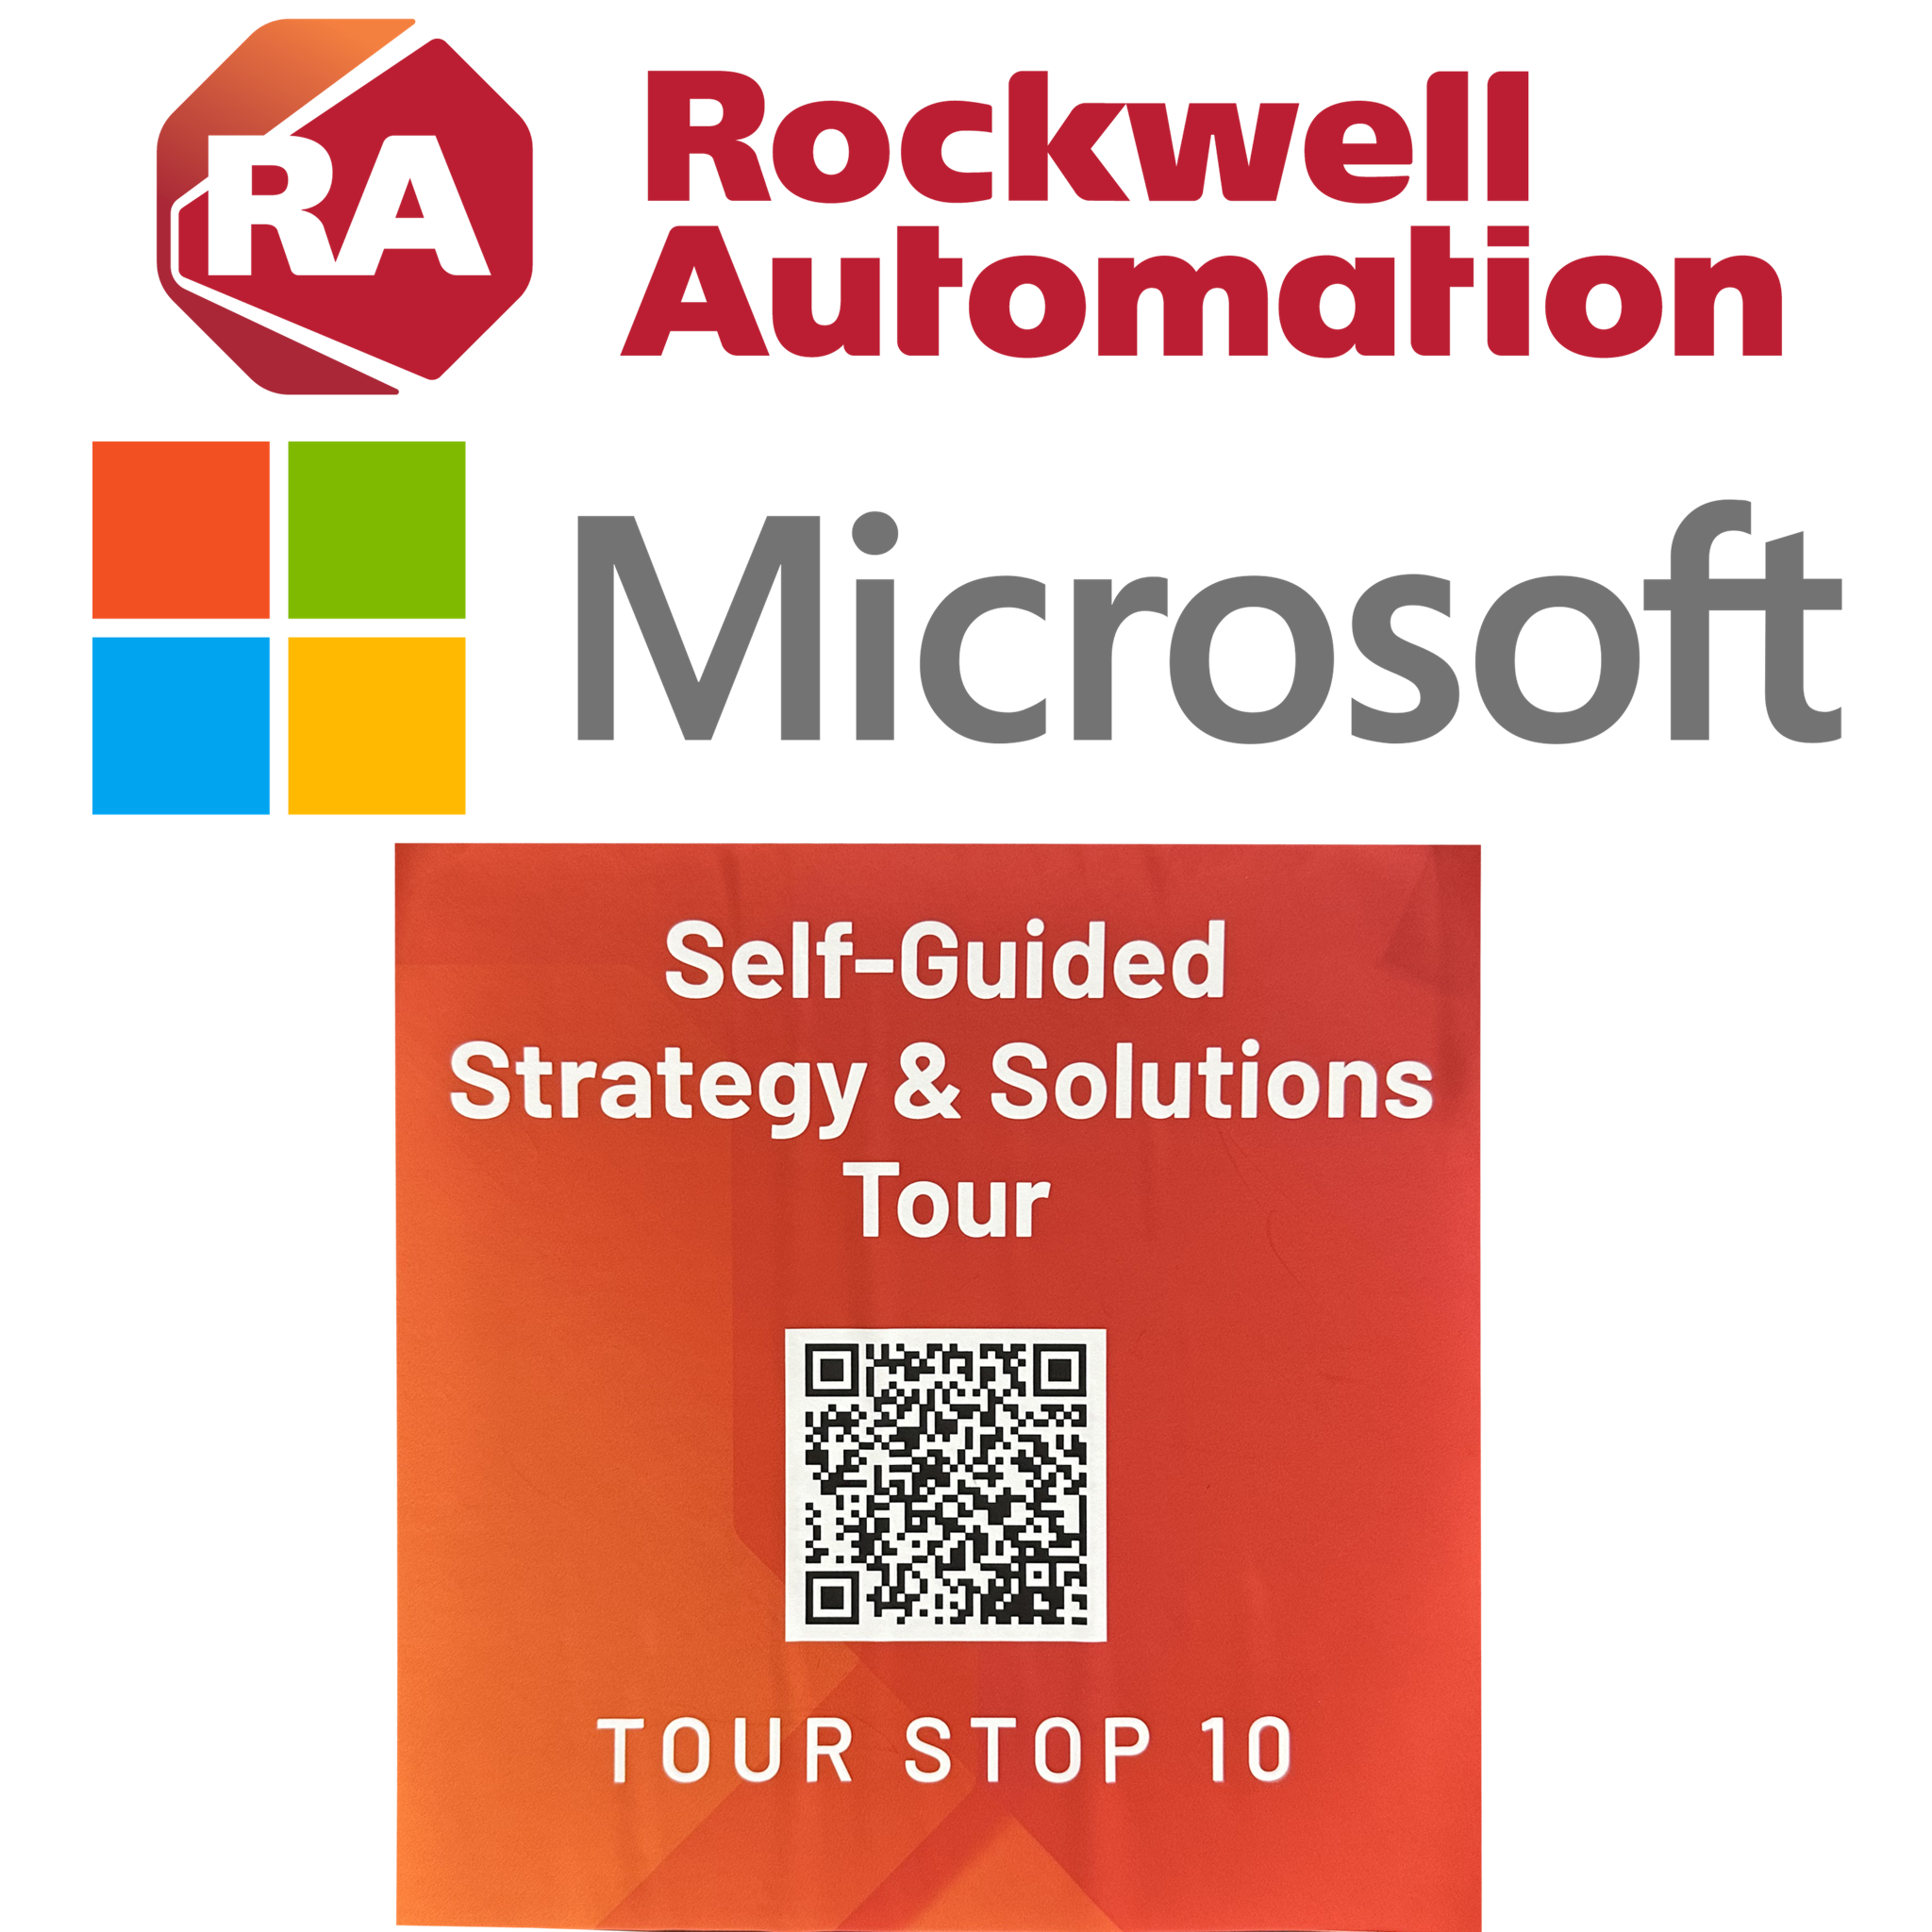 RA
Rockwell
Automation
Microsoft
Self-Guided
Strategy & Solutions
Tour
TOUR STOP 10